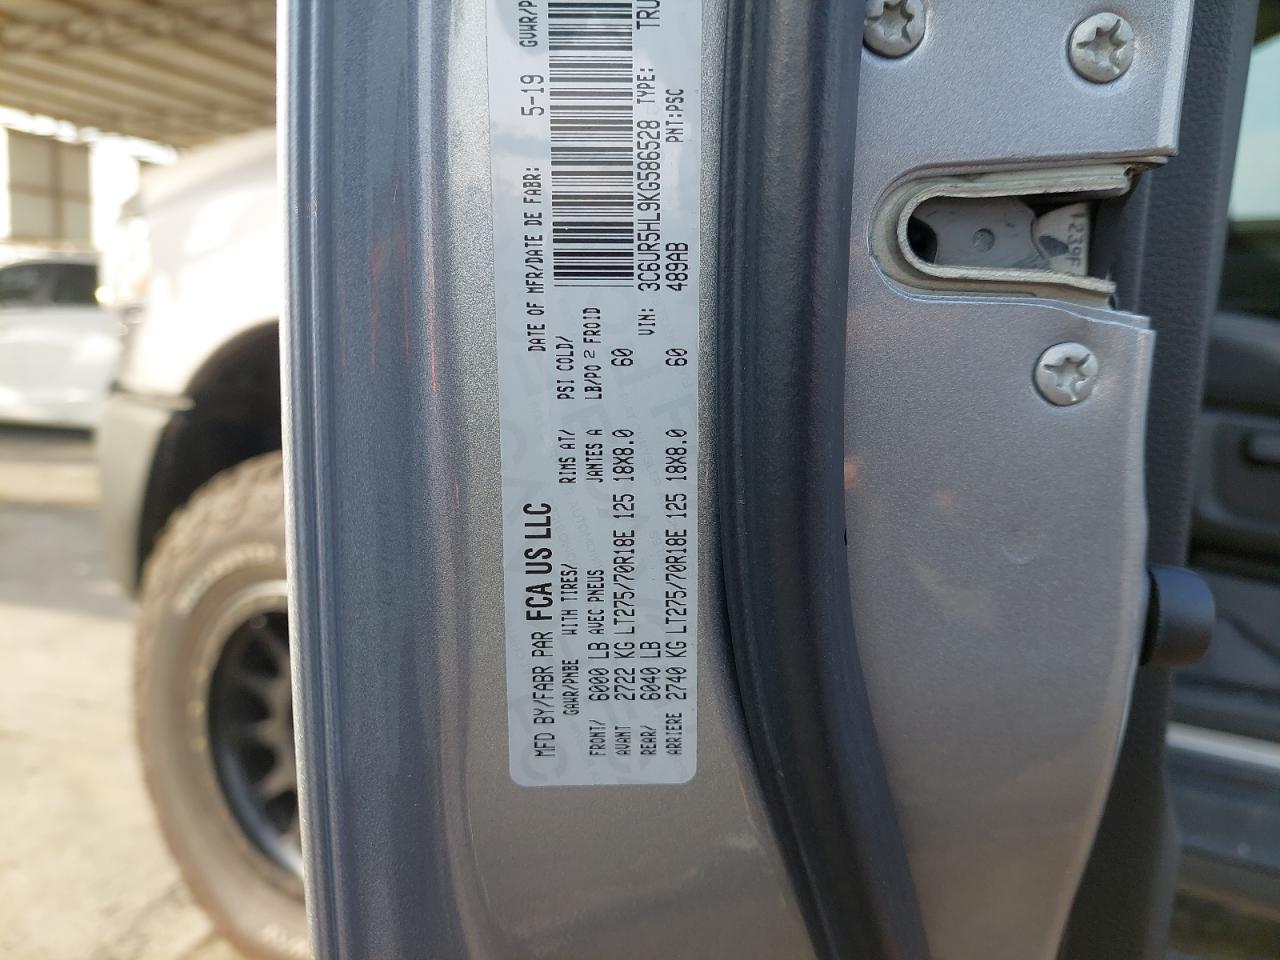 MFD BY/FABR PAR FCA US LLC DATE OF MFR/DATE DE FABR: 5-19 GVWR/P
GAWR/PNBE WITH TIRES/ RIMS AT/ PSI COLD/
FRONT/ 6000 LB AVEC PNEUS JANTES A LB/PO2 FROID
AVANT 2722 KG LT275/70R18E 125 18X8.0 60
REAR/ 6040 LB VIN: 3C6UR5HL9KG586528 TYPE: TRU
ARRIERE 2740 KG LT275/70R18E 125 18X8.0 60 489AB PNT:PSC